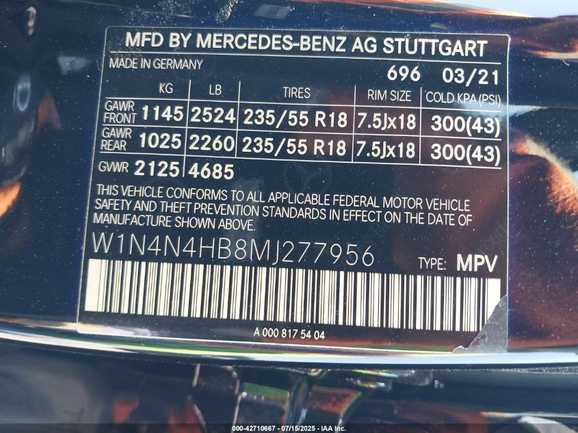 MFD BY MERCEDES-BENZ AG STUTTGART
MADE IN GERMANY 696 03/21
KG LB TIRES RIM SIZE COLD KPA(PSI)
GAWR FRONT 1145 2524 235/55 R18 7.5Jx18 300(43)
GAWR REAR 1025 2260 235/55 R18 7.5Jx18 300(43)
GVWR 2125 4685
THIS VEHICLE CONFORMS TO ALL APPLICABLE FEDERAL MOTOR VEHICLE
SAFETY AND THEFT PREVENTION STANDARDS IN EFFECT ON THE DATE OF
MANUFACTURE SHOWN ABOVE.
W1N4N4HB8MJ277956 TYPE: MPV
A 000 817 54 04
000-42710667 - 07/15/2025 - IAA Inc.